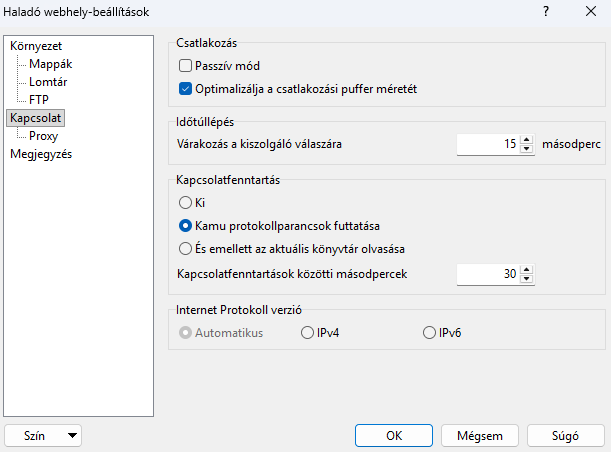 Haladó webhely-beállítások
Környezet
Mappák
Lomtár
FTP
Kapcsolat
Proxy
Megjegyzés
Csatlakozás
Passzív mód
Optimalizálja a csatlakozási puffer méretét
Időtúllépés
Várakozás a kiszolgáló válaszára 15 másodperc
Kapcsolatfenntartás
Ki
Kamu protokollparancsok futtatása
És emellett az aktuális könyvtár olvasása
Kapcsolatfenntartások közötti másodpercek 30
Internet Protokoll verzió
Automatikus IPv4 IPv6
Szín OK Mégsem Súgó